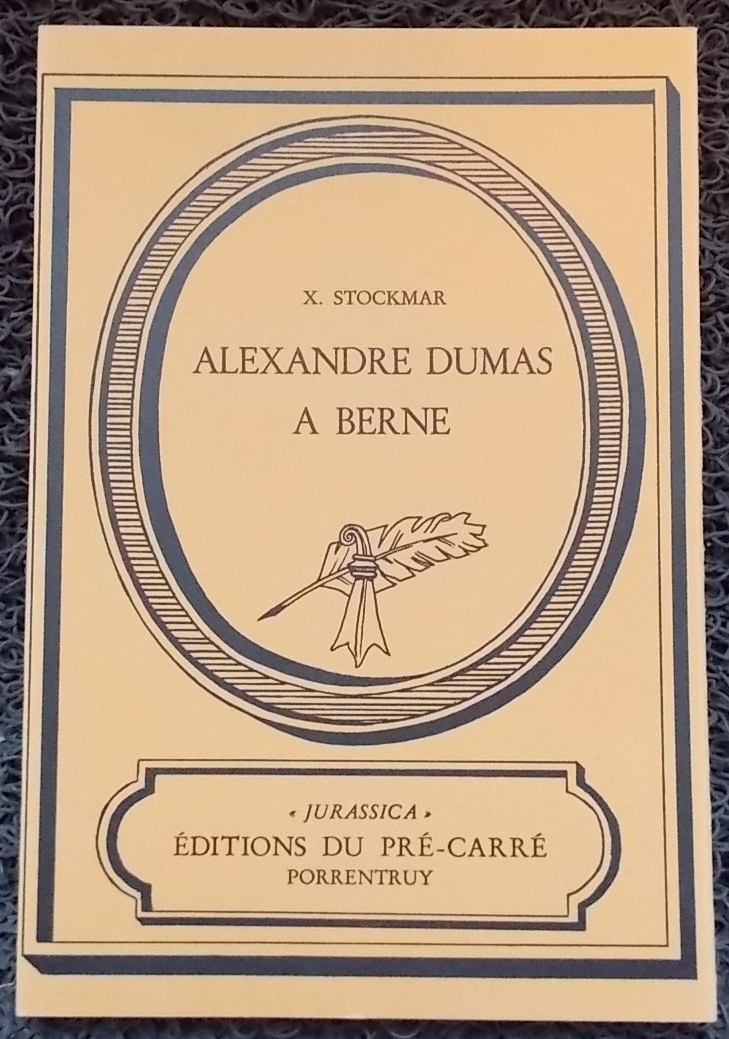 X. STOCKMAR
ALEXANDRE DUMAS
A BERNE
« JURASSICA »
ÉDITIONS DU PRÉ-CARRÉ
PORRENTRUY